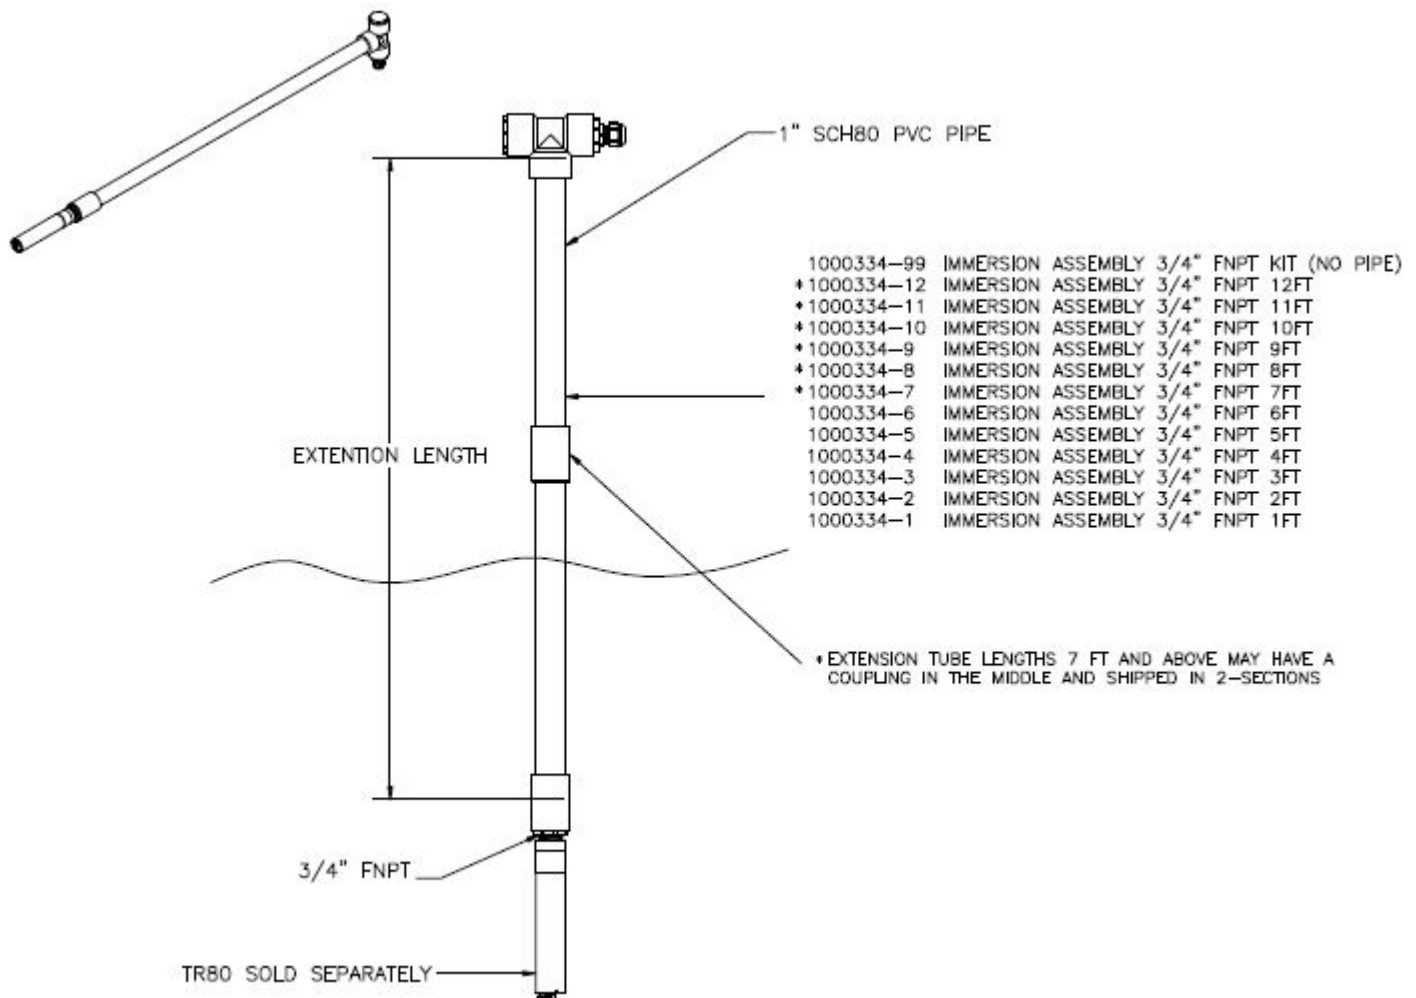 1" SCH80 PVC PIPE
1000334-99 IMMERSION ASSEMBLY 3/4" FNPT KIT (NO PIPE)
*1000334-12 IMMERSION ASSEMBLY 3/4" FNPT 12FT
*1000334-11 IMMERSION ASSEMBLY 3/4" FNPT 11FT
*1000334-10 IMMERSION ASSEMBLY 3/4" FNPT 10FT
*1000334-9 IMMERSION ASSEMBLY 3/4" FNPT 9FT
*1000334-8 IMMERSION ASSEMBLY 3/4" FNPT 8FT
*1000334-7 IMMERSION ASSEMBLY 3/4" FNPT 7FT
1000334-6 IMMERSION ASSEMBLY 3/4" FNPT 6FT
1000334-5 IMMERSION ASSEMBLY 3/4" FNPT 5FT
1000334-4 IMMERSION ASSEMBLY 3/4" FNPT 4FT
1000334-3 IMMERSION ASSEMBLY 3/4" FNPT 3FT
1000334-2 IMMERSION ASSEMBLY 3/4" FNPT 2FT
1000334-1 IMMERSION ASSEMBLY 3/4" FNPT 1FT
EXTENTION LENGTH
*EXTENSION TUBE LENGTHS 7 FT AND ABOVE MAY HAVE A
COUPLING IN THE MIDDLE AND SHIPPED IN 2-SECTIONS
3/4" FNPT
TR80 SOLD SEPARATELY